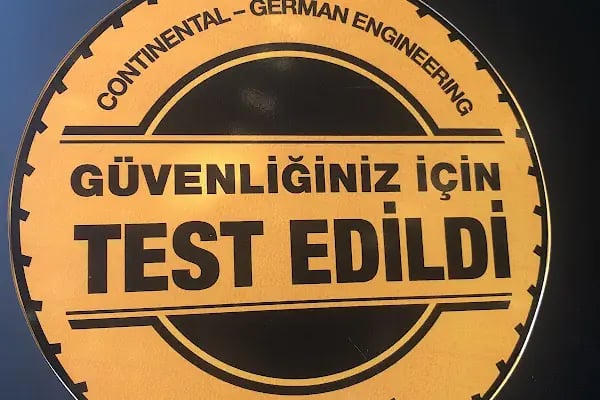 CONTINENTAL – GERMAN ENGINEERING
GÜVENLİĞİNİZ İÇİN
TEST EDİLDİ